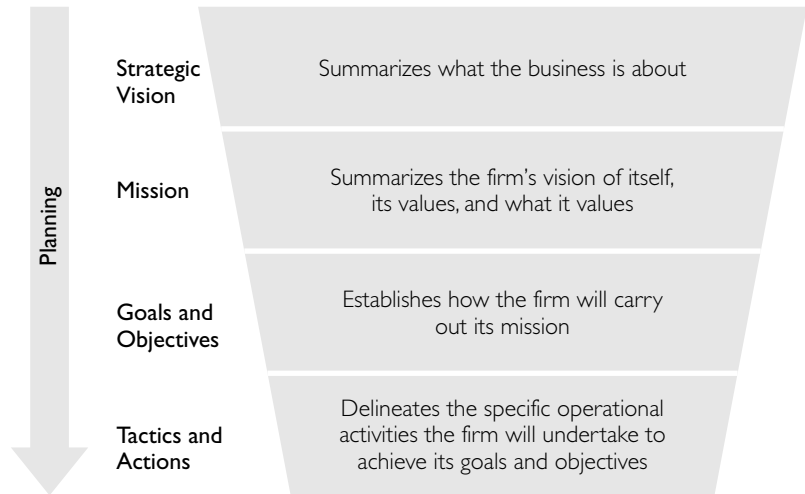 Planning
Strategic
Vision
Summarizes what the business is about
Mission
Summarizes the firm’s vision of itself,
its values, and what it values
Goals and
Objectives
Establishes how the firm will carry
out its mission
Tactics and
Actions
Delineates the specific operational
activities the firm will undertake to
achieve its goals and objectives